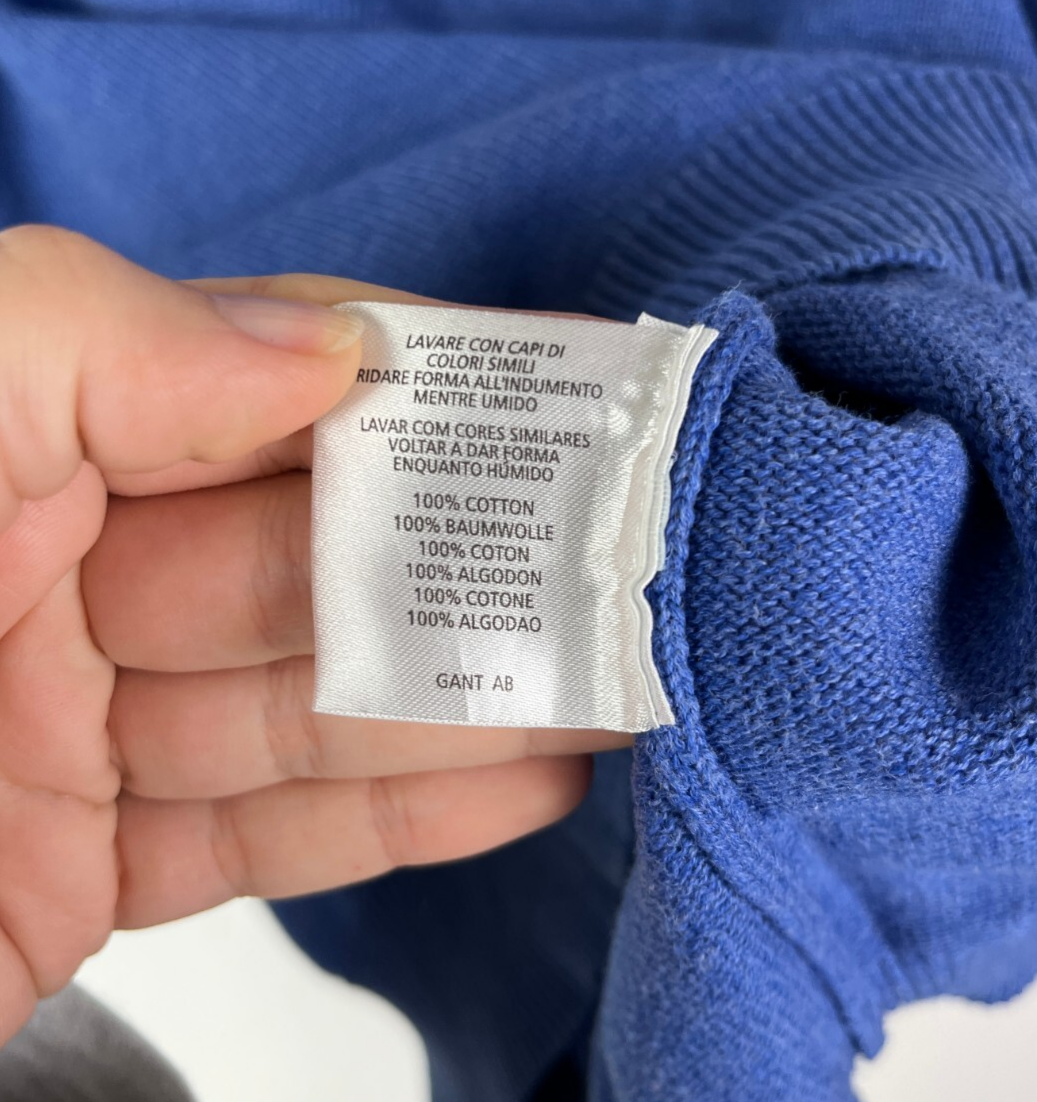 LAVARE CON CAPI DI
COLORI SIMILI
RIDARE FORMA ALL'INDUMENTO
MENTRE UMIDO
LAVAR COM CORES SIMILARES
VOLTAR A DAR FORMA
ENQUANTO HÚMIDO
100% COTTON
100% BAUMWOLLE
100% COTON
100% ALGODON
100% COTONE
100% ALGODAO
GANT AB